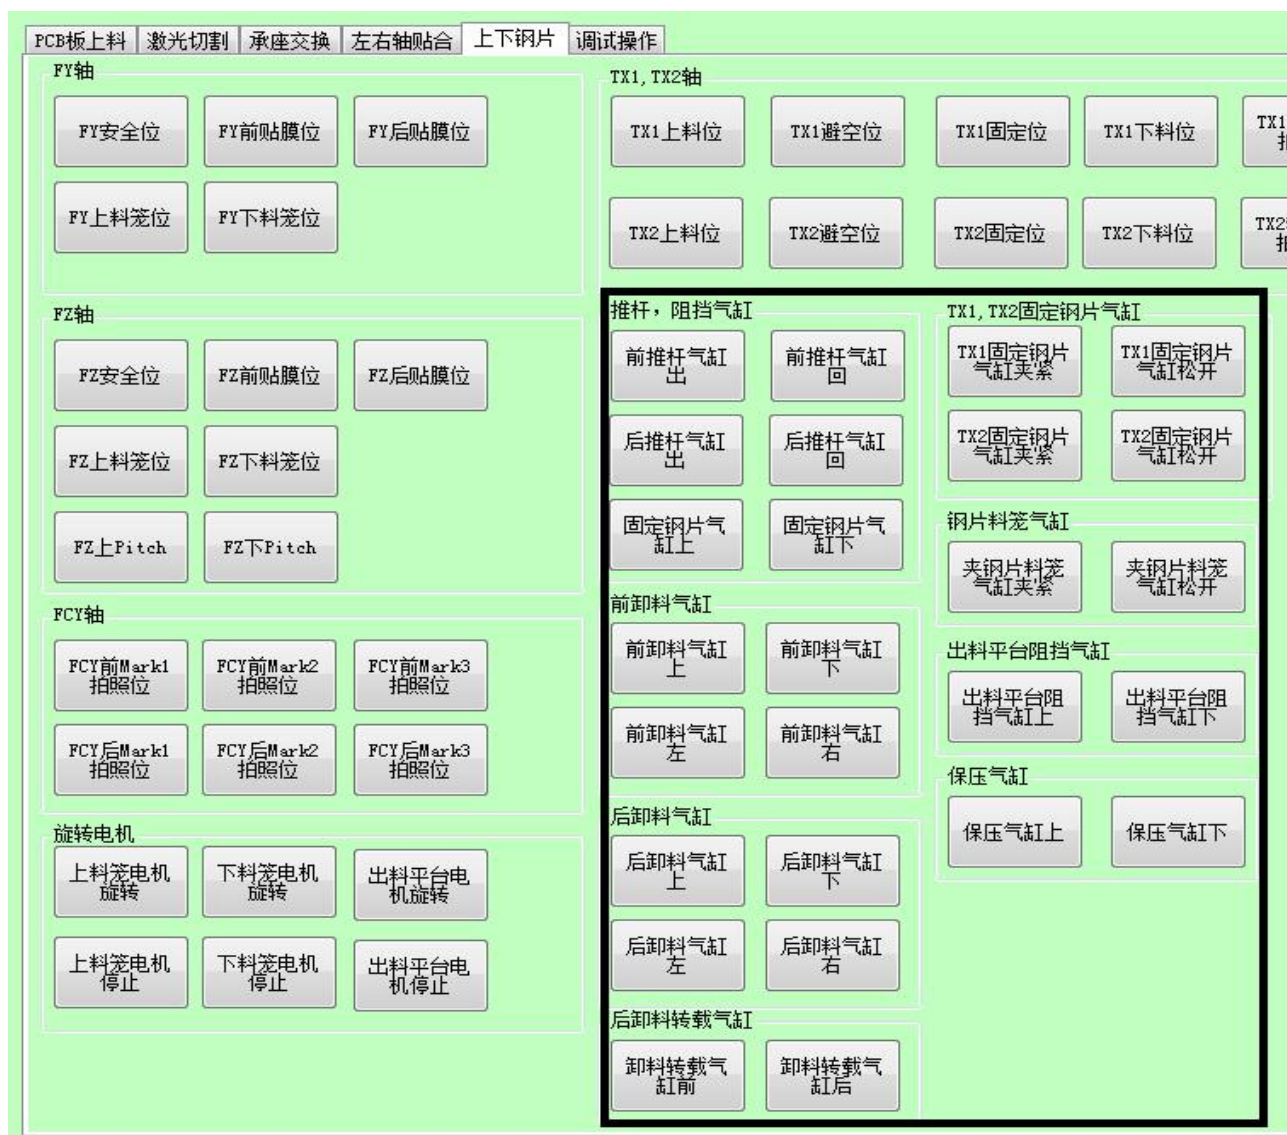 PCB板上料 激光切割 承座交换 左右轴贴合 上下钢片 调试操作
FY轴
FY安全位 FY前贴膜位 FY后贴膜位
FY上料笼位 FY下料笼位
FZ轴
FZ安全位 FZ前贴膜位 FZ后贴膜位
FZ上料笼位 FZ下料笼位
FZ上Pitch FZ下Pitch
FCY轴
FCY前Mark1 FCY前Mark2 FCY前Mark3
拍照位 拍照位 拍照位
FCY后Mark1 FCY后Mark2 FCY后Mark3
拍照位 拍照位 拍照位
旋转电机
上料笼电机 下料笼电机 出料平台电
旋转 旋转 机旋转
上料笼电机 下料笼电机 出料平台电
停止 停止 机停止
TX1,TX2轴
TX1上料位 TX1避空位 TX1固定位 TX1下料位 TX1
TX2上料位 TX2避空位 TX2固定位 TX2下料位 TX2
推杆，阻挡气缸
前推杆气缸 前推杆气缸
出 回
后推杆气缸 后推杆气缸
出 回
固定钢片气 固定钢片气
缸上 缸下
前卸料气缸
前卸料气缸 前卸料气缸
上 下
前卸料气缸 前卸料气缸
左 右
后卸料气缸
后卸料气缸 后卸料气缸
上 下
后卸料气缸 后卸料气缸
左 右
后卸料转载气缸
卸料转载气 卸料转载气
缸前 缸后
TX1,TX2固定钢片气缸
TX1固定钢片 TX1固定钢片
气缸夹紧 气缸松开
TX2固定钢片 TX2固定钢片
气缸夹紧 气缸松开
钢片料笼气缸
夹钢片料笼 夹钢片料笼
气缸夹紧 气缸松开
出料平台阻挡气缸
出料平台阻 出料平台阻
挡气缸上 挡气缸下
保压气缸
保压气缸上 保压气缸下